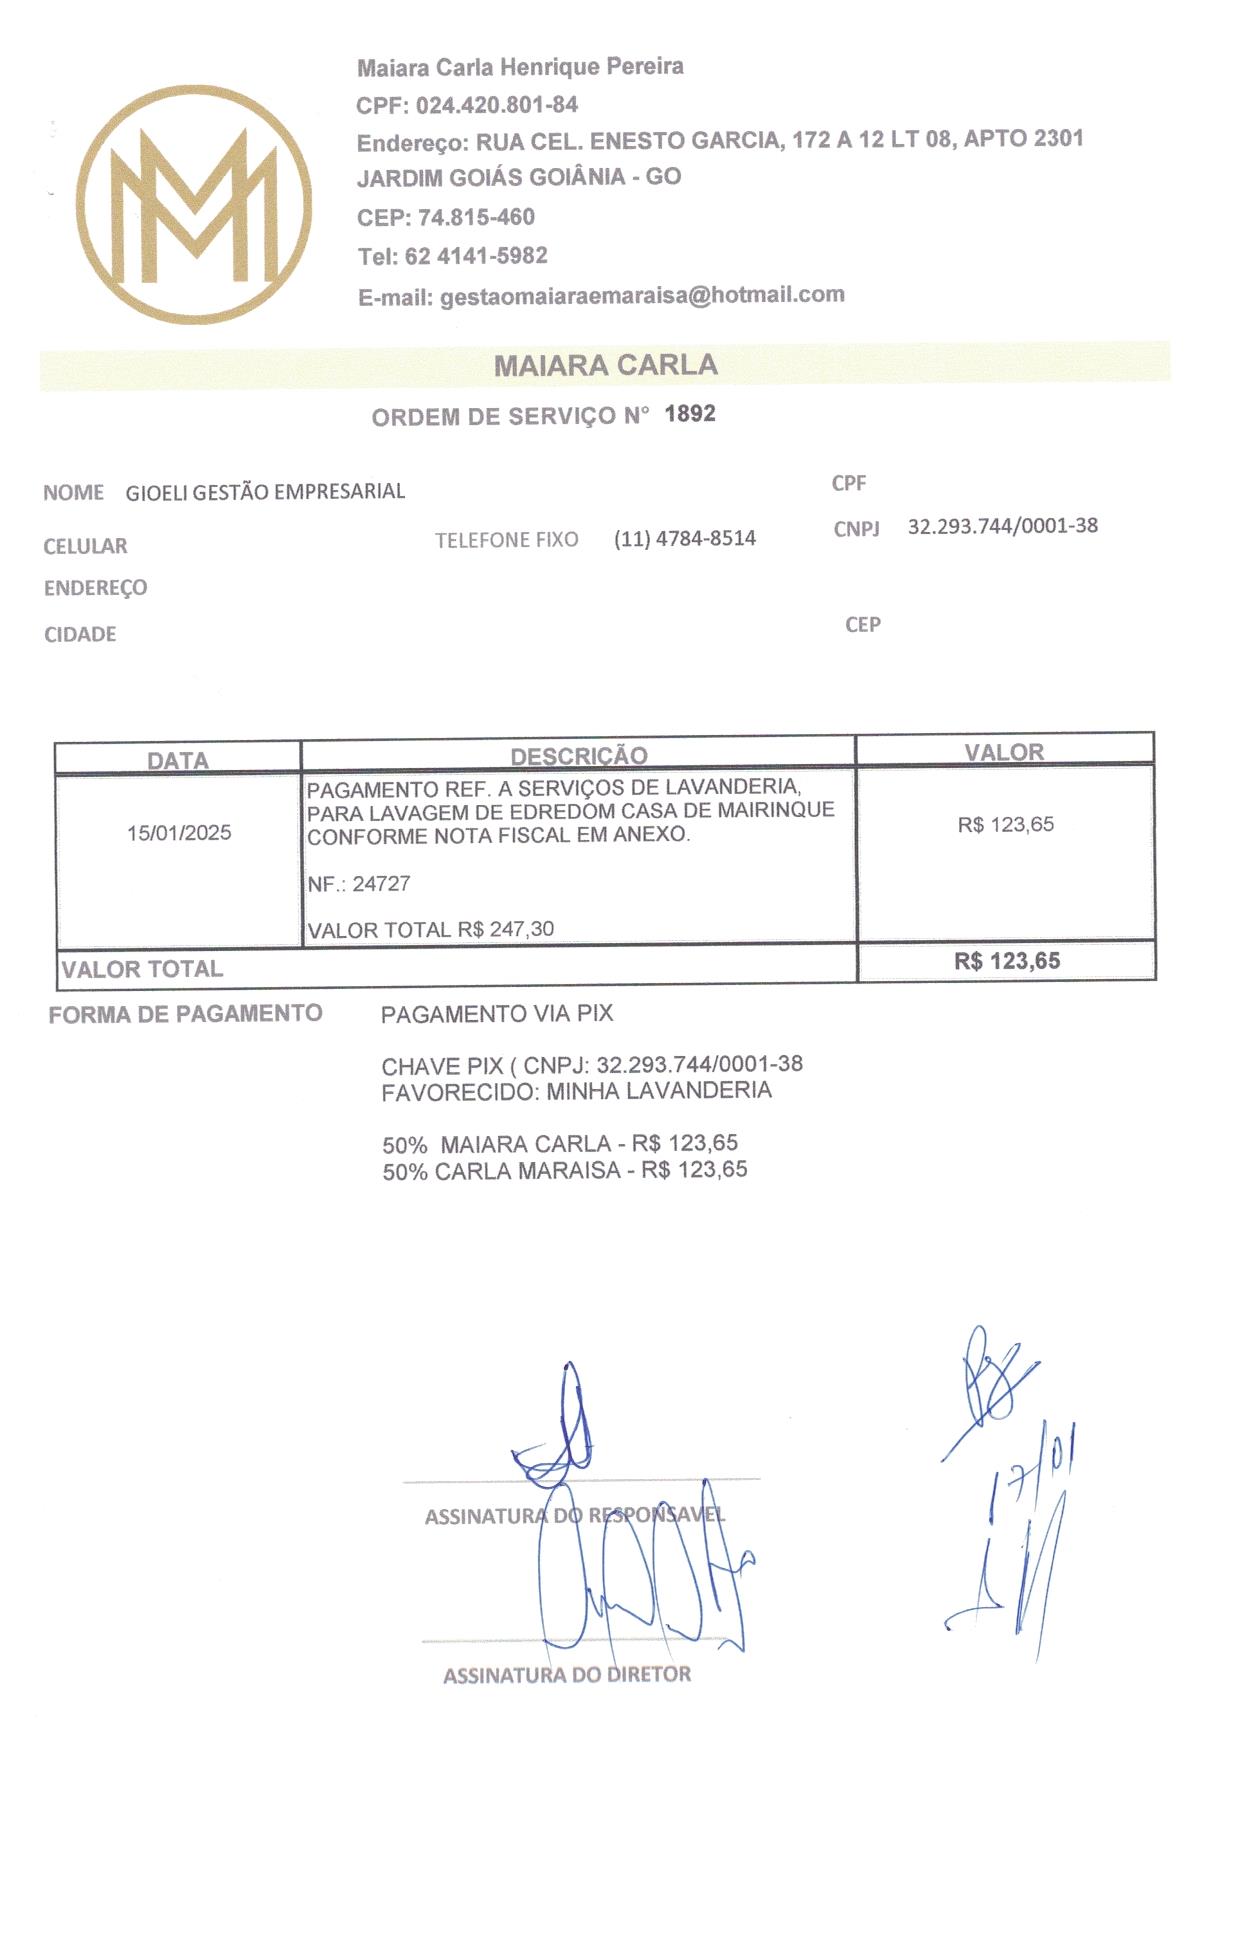 Maiara Carla Henrique Pereira
CPF: 024.420.801-84
Endereço: RUA CEL. ENESTO GARCIA, 172 A 12 LT 08, APTO 2301
JARDIM GOIÁS GOIÂNIA - GO
CEP: 74.815-460
Tel: 62 4141-5982
E-mail: gestaomaiaraemaraisa@hotmail.com
MAIARA CARLA
ORDEM DE SERVIÇO N° 1892
NOME GIOELI GESTÃO EMPRESARIAL CPF
CELULAR TELEFONE FIXO (11) 4784-8514 CNPJ 32.293.744/0001-38
ENDEREÇO
CIDADE CEP
DATA DESCRIÇÃO VALOR
PAGAMENTO REF. A SERVIÇOS DE LAVANDERIA,
PARA LAVAGEM DE EDREDOM CASA DE MAIRINQUE
15/01/2025 CONFORME NOTA FISCAL EM ANEXO. R$ 123,65
NF.: 24727
VALOR TOTAL R$ 247,30
VALOR TOTAL R$ 123,65
FORMA DE PAGAMENTO PAGAMENTO VIA PIX
CHAVE PIX ( CNPJ: 32.293.744/0001-38
FAVORECIDO: MINHA LAVANDERIA
50% MAIARA CARLA - R$ 123,65
50% CARLA MARAISA - R$ 123,65
17/01
ASSINATURA DO RESPONSAVEL
ASSINATURA DO DIRETOR